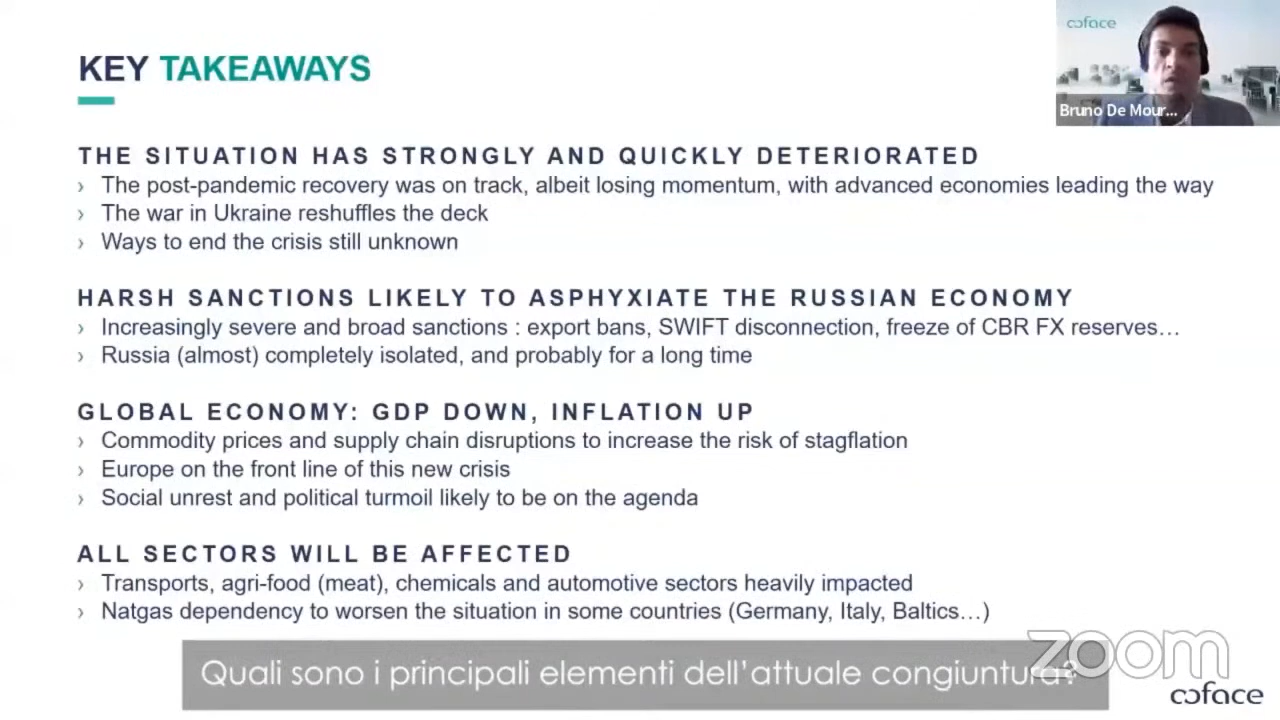 coface
Bruno De Mour...
KEY TAKEAWAYS
THE SITUATION HAS STRONGLY AND QUICKLY DETERIORATED
› The post-pandemic recovery was on track, albeit losing momentum, with advanced economies leading the way
› The war in Ukraine reshuffles the deck
› Ways to end the crisis still unknown
HARSH SANCTIONS LIKELY TO ASPHYXIATE THE RUSSIAN ECONOMY
› Increasingly severe and broad sanctions : export bans, SWIFT disconnection, freeze of CBR FX reserves…
› Russia (almost) completely isolated, and probably for a long time
GLOBAL ECONOMY: GDP DOWN, INFLATION UP
› Commodity prices and supply chain disruptions to increase the risk of stagflation
› Europe on the front line of this new crisis
› Social unrest and political turmoil likely to be on the agenda
ALL SECTORS WILL BE AFFECTED
› Transports, agri-food (meat), chemicals and automotive sectors heavily impacted
› Natgas dependency to worsen the situation in some countries (Germany, Italy, Baltics…)
Quali sono i principali elementi dell'attuale congiuntura?
zoom
coface